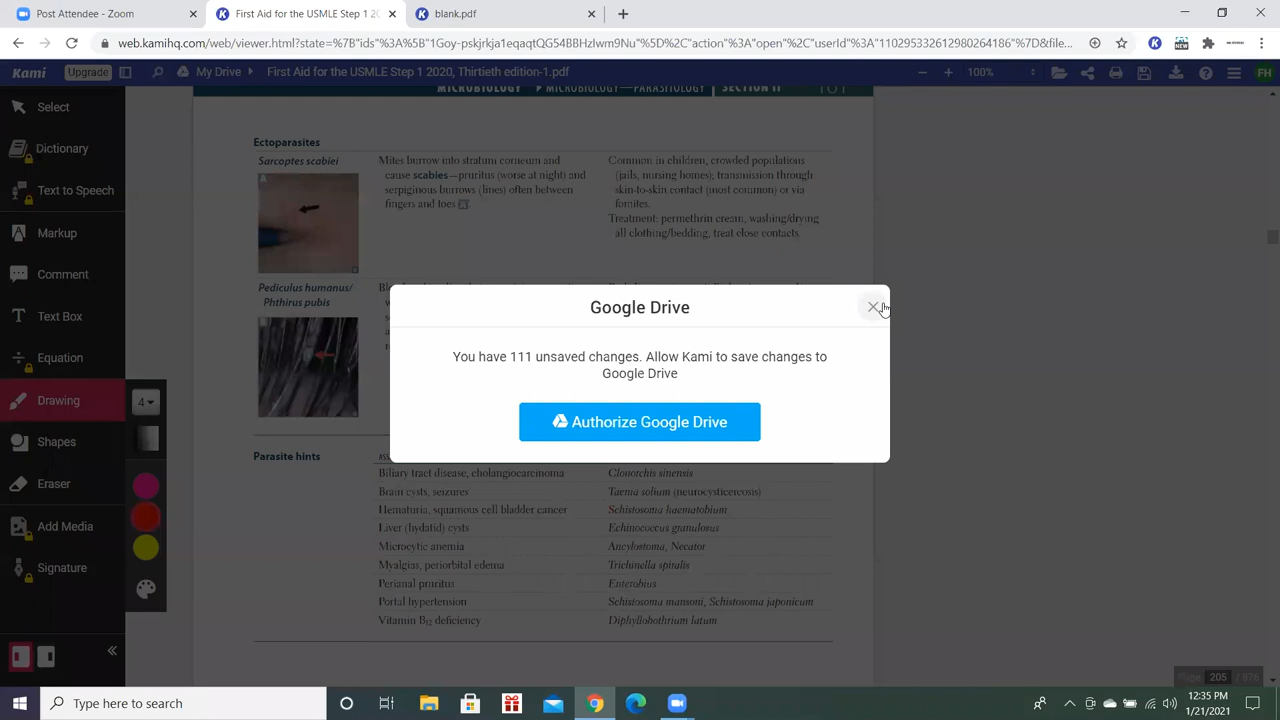 Post Attendee - Zoom
First Aid for the USMLE Step 1 20
blank.pdf
web.kamihq.com/web/viewer.html?state=%7B"ids"%3A%5B"1Goy-pskjkja1eqaqtQG54BBHzIwm9Nu"%5D%2C"action"%3A"open"%2C"userId"%3A"110295332612980264186"%7D&file...
NEW
Kami
Upgrade
My Drive
First Aid for the USMLE Step 1 2020, Thirtieth edition-1.pdf
100%
FH
MICROBIOLOGY MICROBIOLOGY—PARASITOLOGY SECTION II 161
Select
Dictionary
Text to Speech
Markup
Comment
Text Box
Equation
Drawing
Shapes
Eraser
Add Media
Signature
4
Ectoparasites
Sarcoptes scabiei
A
Mites burrow into stratum corneum and
cause scabies—pruritus (worse at night) and
serpiginous burrows (lines) often between
fingers and toes A.
Common in children, crowded populations
(jails, nursing homes); transmission through
skin-to-skin contact (most common) or via
fomites.
Treatment: permethrin cream, washing/drying
all clothing/bedding, treat close contacts.
Pediculus humanus/
Phthirus pubis
Google Drive
You have 111 unsaved changes. Allow Kami to save changes to
Google Drive
Authorize Google Drive
Parasite hints
Biliary tract disease, cholangiocarcinoma Clonorchis sinensis
Brain cysts, seizures Taenia solium (neurocysticercosis)
Hematuria, squamous cell bladder cancer Schistosoma haematobium
Liver (hydatid) cysts Echinococcus granulosus
Microcytic anemia Ancylostoma, Necator
Myalgias, periorbital edema Trichinella spiralis
Perianal pruritus Enterobius
Portal hypertension Schistosoma mansoni, Schistosoma japonicum
Vitamin B12 deficiency Diphyllobothrium latum
Page 205 / 876
Type here to search
12:35 PM
1/21/2021